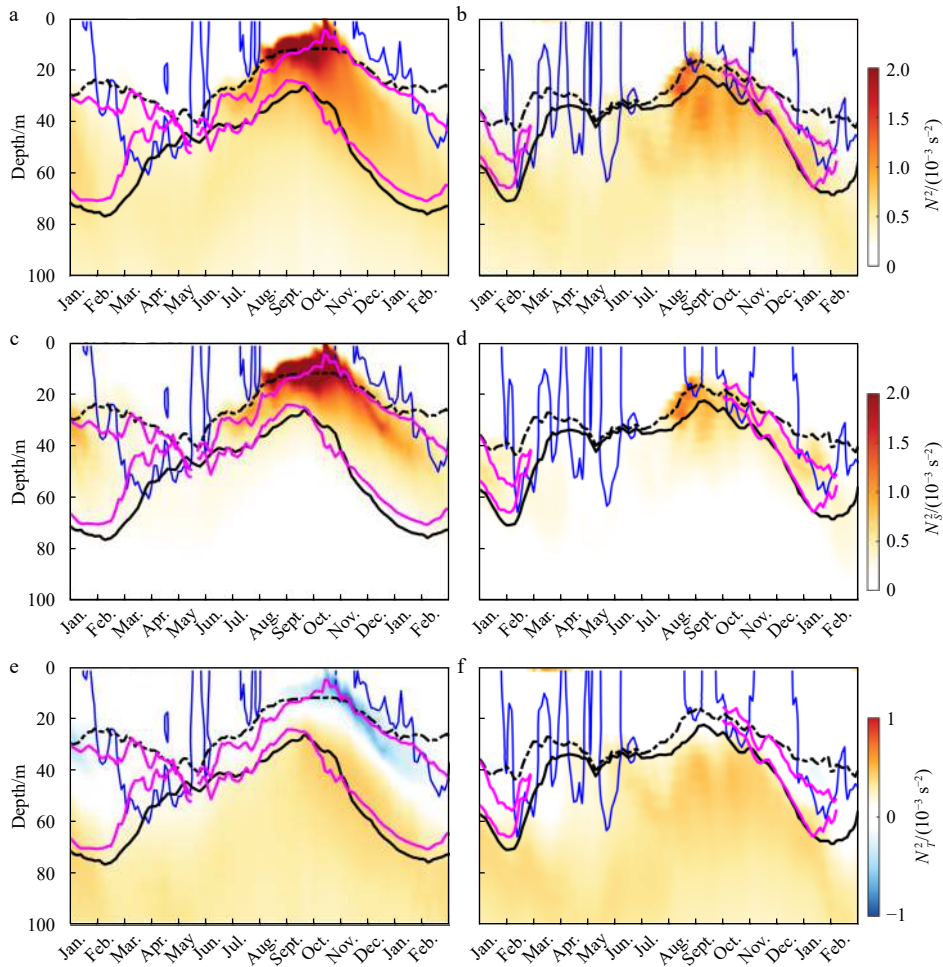 a
b
0
20
40
60
80
100
Depth/m
Jan. Feb. Mar. Apr. May Jun. Jul. Aug. Sept. Oct. Nov. Dec. Jan. Feb.
Jan. Feb. Mar. Apr. May Jun. Jul. Aug. Sept. Oct. Nov. Dec. Jan. Feb.
2.0
1.5
1.0
0.5
0
N²/(10⁻³ s⁻²)
c
d
0
20
40
60
80
100
Depth/m
Jan. Feb. Mar. Apr. May Jun. Jul. Aug. Sept. Oct. Nov. Dec. Jan. Feb.
Jan. Feb. Mar. Apr. May Jun. Jul. Aug. Sept. Oct. Nov. Dec. Jan. Feb.
2.0
1.5
1.0
0.5
0
N_S²/(10⁻³ s⁻²)
e
f
0
20
40
60
80
100
Depth/m
Jan. Feb. Mar. Apr. May Jun. Jul. Aug. Sept. Oct. Nov. Dec. Jan. Feb.
Jan. Feb. Mar. Apr. May Jun. Jul. Aug. Sept. Oct. Nov. Dec. Jan. Feb.
1
0
−1
N_T²/(10⁻³ s⁻²)